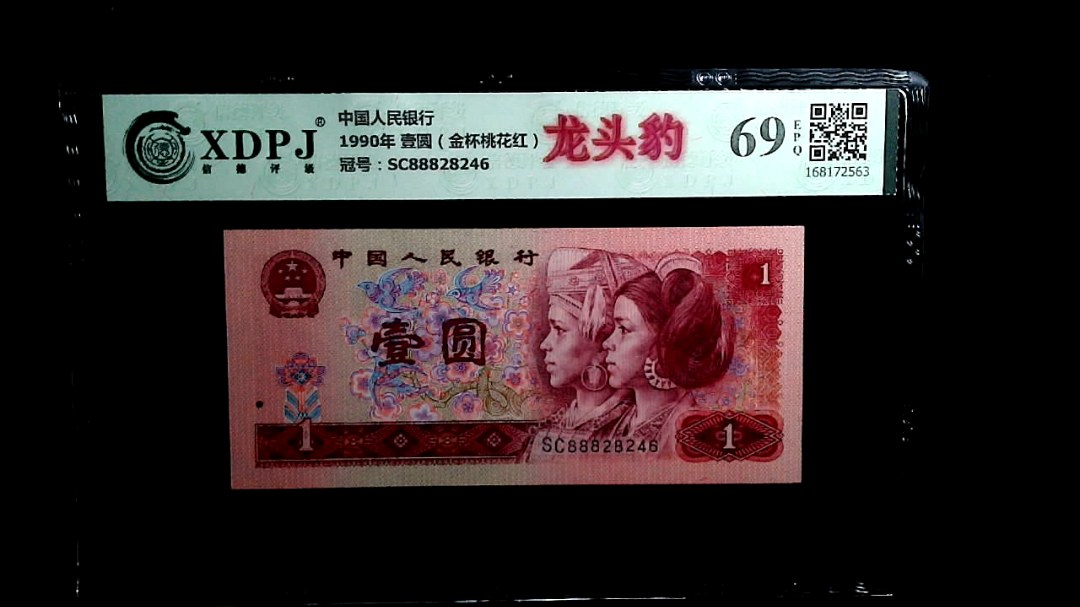 XDPJ®
信德评级
中国人民银行
1990年 壹圆（金杯桃花红）
冠号：SC88828246
龙头豹
69
EPQ
168172563
中国人民银行
1
壹圆
1
SC88828246
1